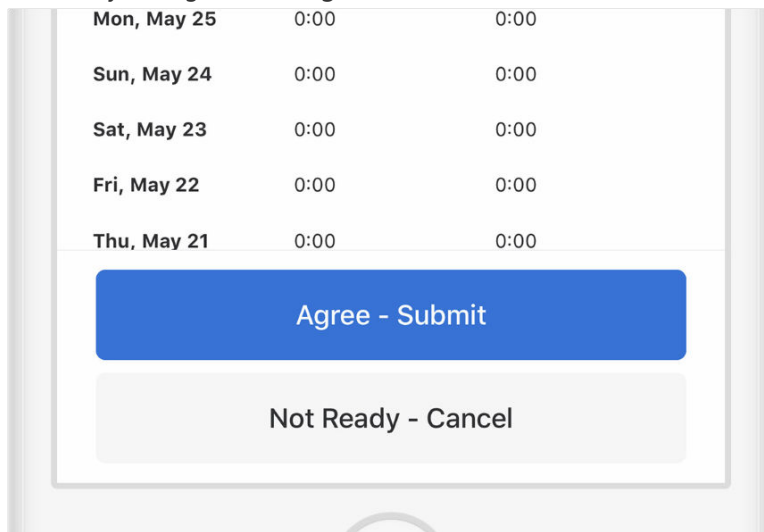 Mon, May 25 0:00 0:00
Sun, May 24 0:00 0:00
Sat, May 23 0:00 0:00
Fri, May 22 0:00 0:00
Thu, May 21 0:00 0:00
Agree - Submit
Not Ready - Cancel